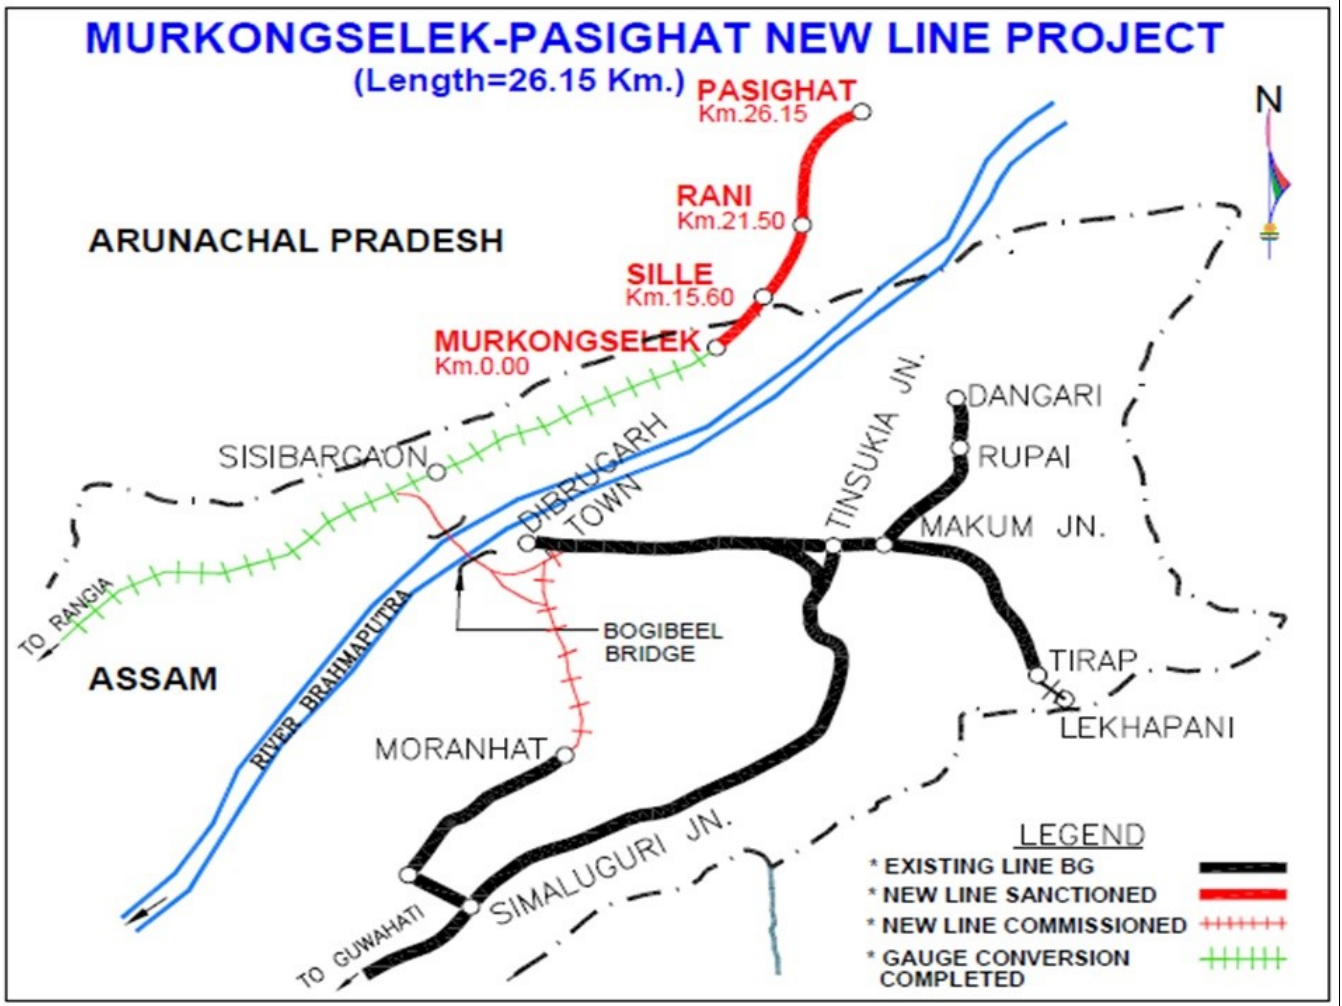 MURKONGSELEK-PASIGHAT NEW LINE PROJECT
(Length=26.15 Km.)
PASIGHAT
Km.26.15
N
RANI
Km.21.50
ARUNACHAL PRADESH
SILLE
Km.15.60
MURKONGSELEK
Km.0.00
TINSUKIA JN.
DANGARI
SISIBARGAON
RUPAI
DIBRUGARH
TOWN
MAKUM JN.
TO RANGIA
RIVER BRAHMAPUTRA
BOGIBEEL
BRIDGE
ASSAM
TIRAP
LEKHAPANI
MORANHAT
SIMALUGURI JN.
TO GUWAHATI
LEGEND
* EXISTING LINE BG
* NEW LINE SANCTIONED
* NEW LINE COMMISSIONED
* GAUGE CONVERSION
COMPLETED